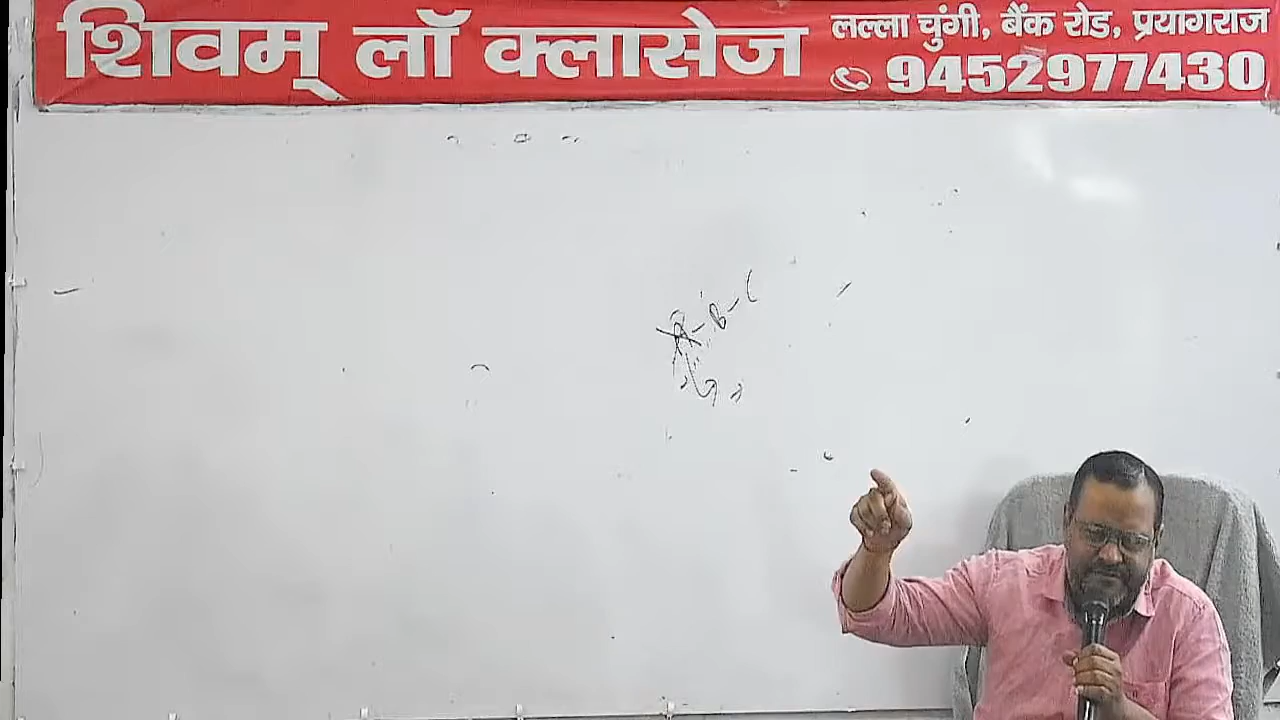 शिवम् लॉ क्लासेज
लल्ला चुंगी, बैंक रोड, प्रयागराज
9452977430
A - B - C